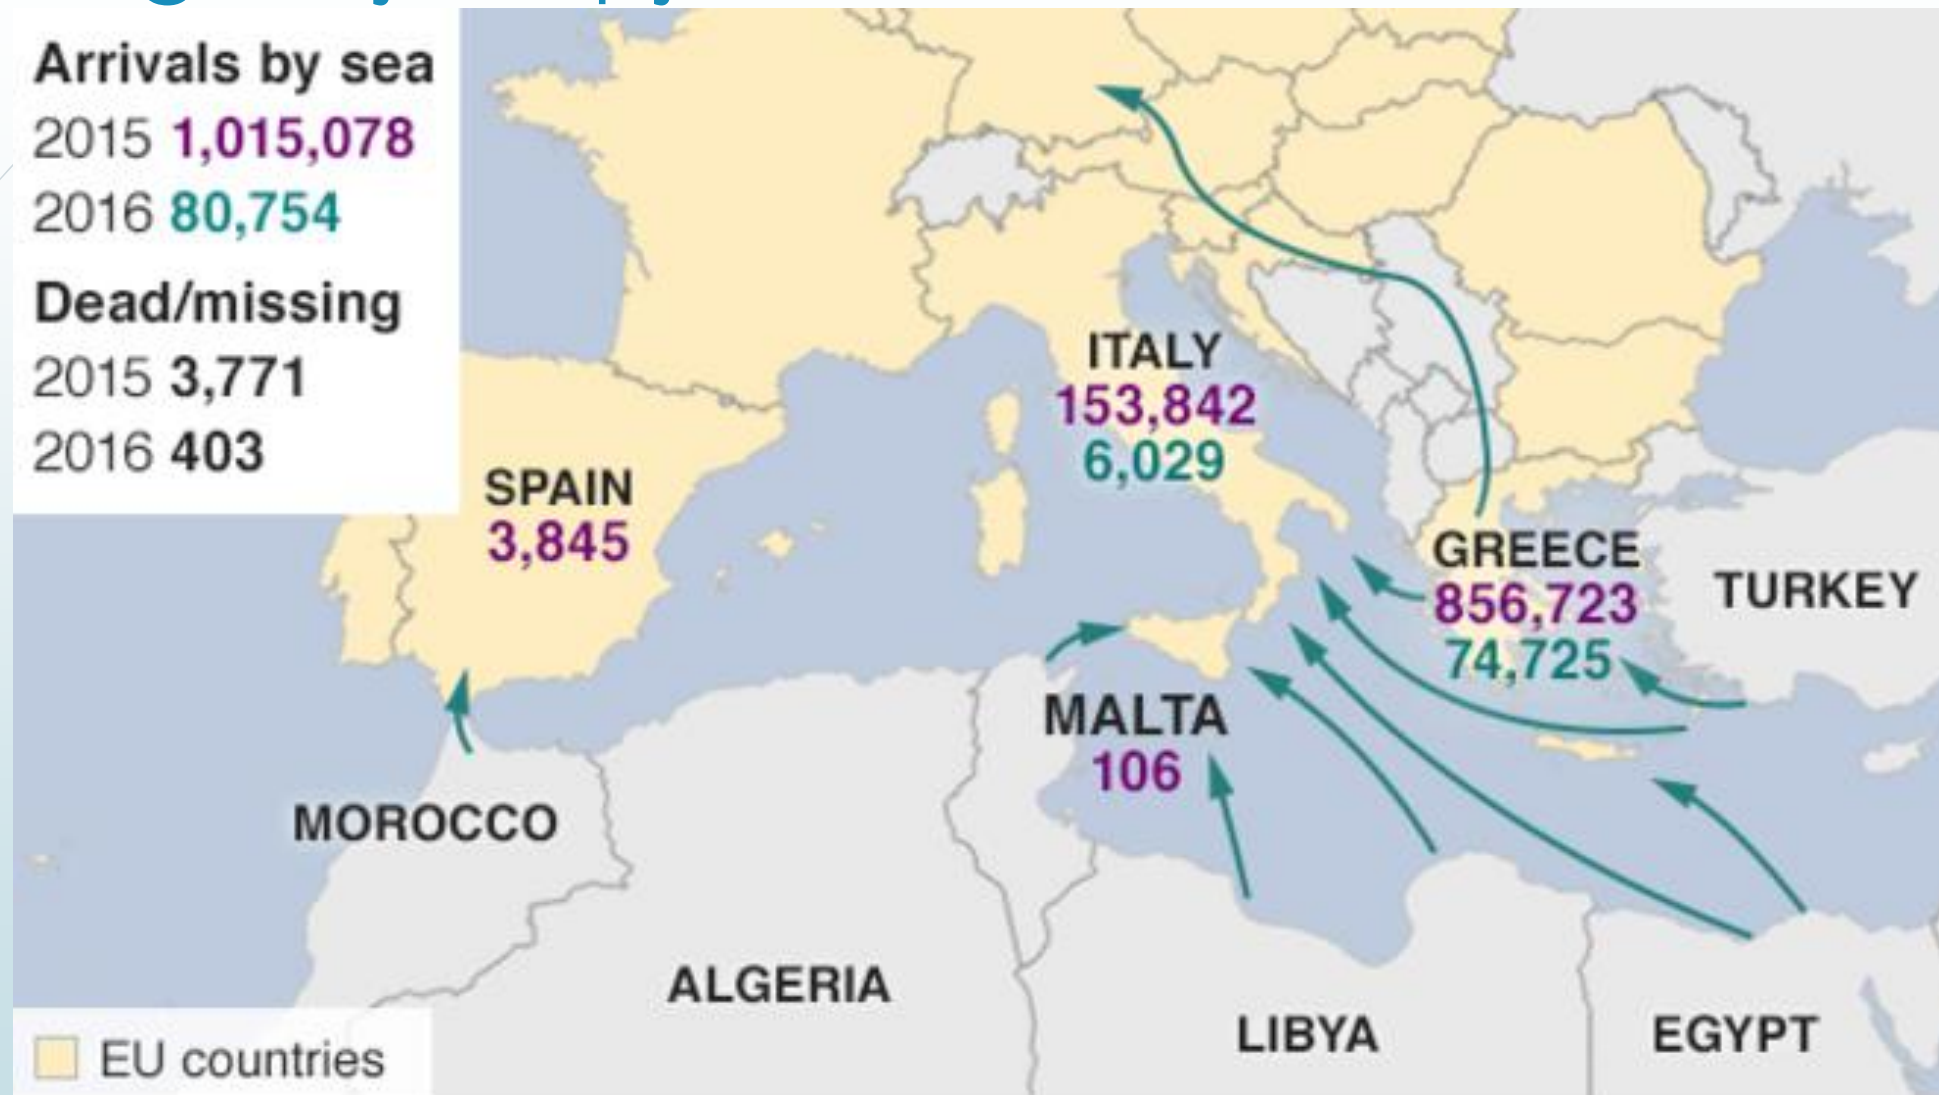 Arrivals by sea
2015 1,015,078
2016 80,754
Dead/missing
2015 3,771
2016 403
ITALY
153,842
6,029
SPAIN
3,845
GREECE
856,723
74,725
TURKEY
MALTA
106
MOROCCO
ALGERIA
LIBYA
EGYPT
EU countries